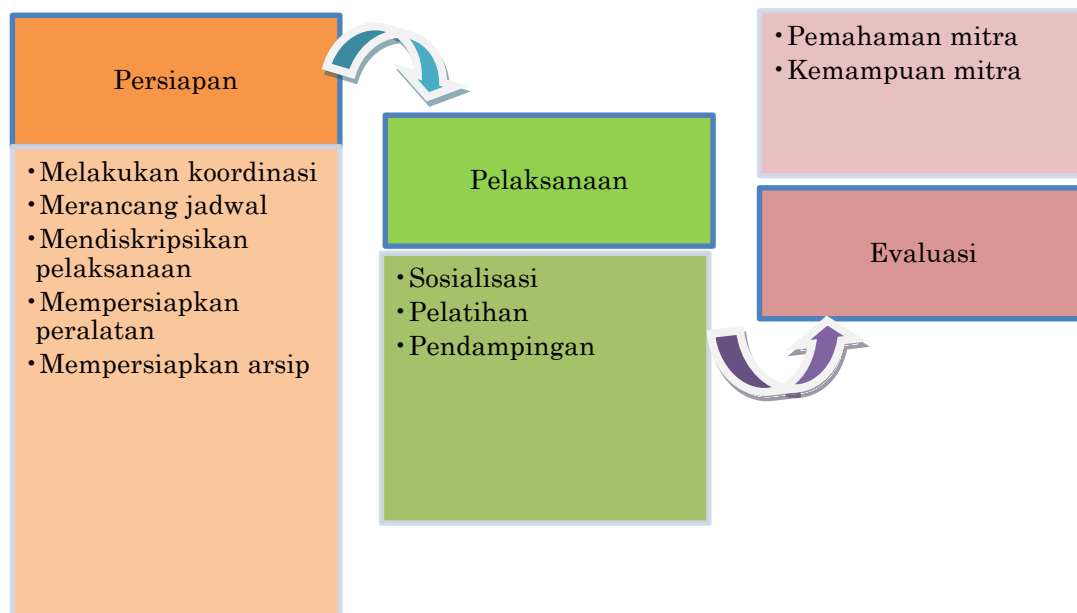 Persiapan
•Melakukan koordinasi
•Merancang jadwal
•Mendiskripsikan
pelaksanaan
•Mempersiapkan
peralatan
•Mempersiapkan arsip
Pelaksanaan
•Sosialisasi
•Pelatihan
•Pendampingan
•Pemahaman mitra
•Kemampuan mitra
Evaluasi